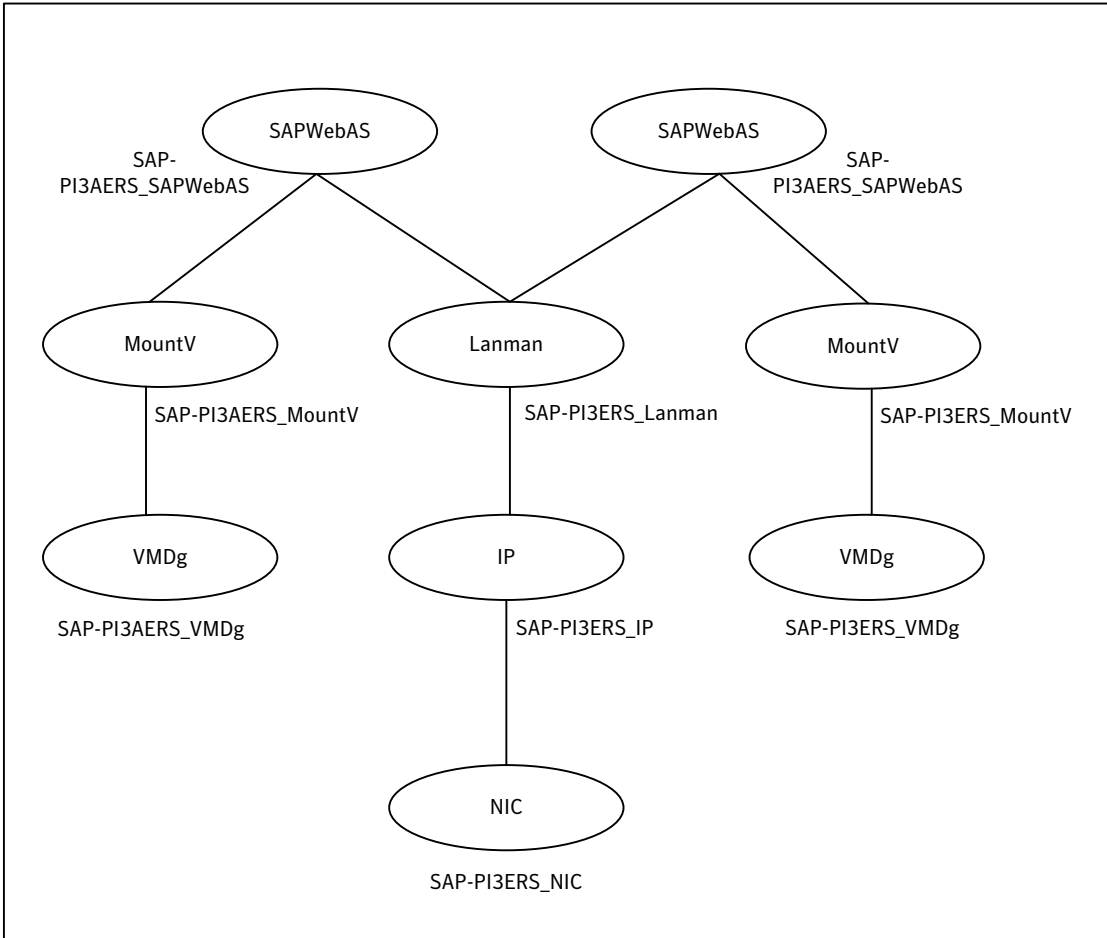 SAPWebAS
SAPWebAS
SAP-
PI3AERS_SAPWebAS
SAP-
PI3AERS_SAPWebAS
MountV
Lanman
MountV
SAP-PI3AERS_MountV
SAP-PI3ERS_Lanman
SAP-PI3ERS_MountV
VMDg
IP
VMDg
SAP-PI3AERS_VMDg
SAP-PI3ERS_IP
SAP-PI3ERS_VMDg
NIC
SAP-PI3ERS_NIC